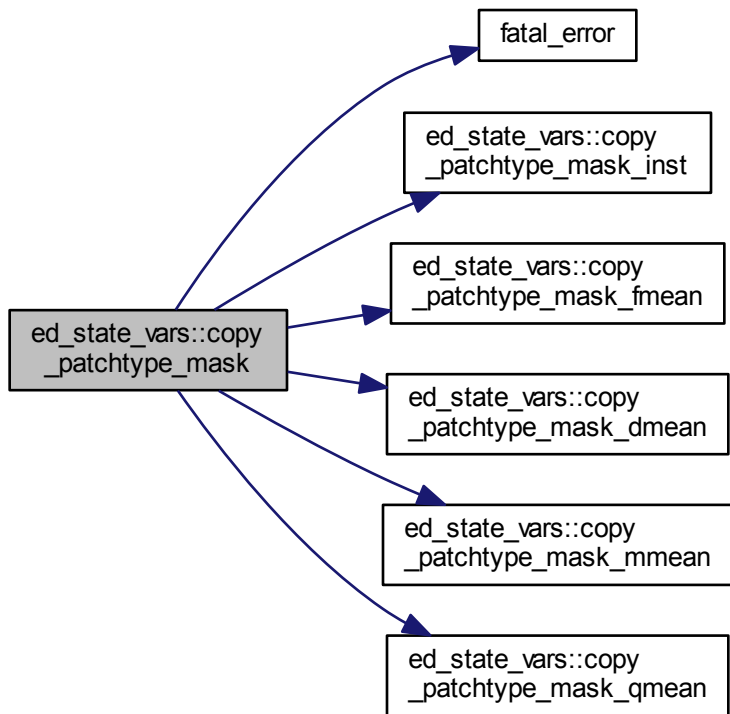 fatal_error
ed_state_vars::copy
_patchtype_mask_inst
ed_state_vars::copy
_patchtype_mask_fmean
ed_state_vars::copy
_patchtype_mask
ed_state_vars::copy
_patchtype_mask_dmean
ed_state_vars::copy
_patchtype_mask_mmean
ed_state_vars::copy
_patchtype_mask_qmean